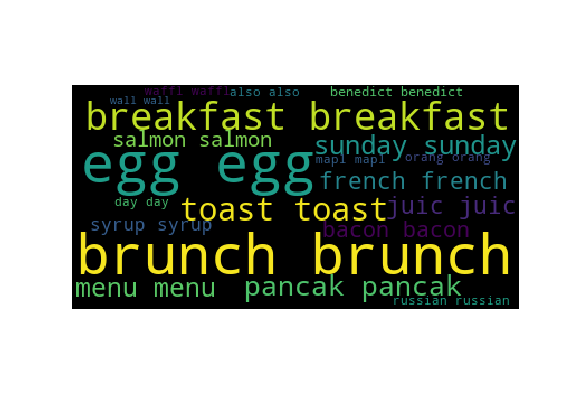 waffl waffl
also also
benedict benedict
wall wall
breakfast breakfast
salmon salmon
sunday sunday
egg egg
mapl mapl
orang orang
french french
day day
toast toast
juic juic
syrup syrup
bacon bacon
brunch brunch
menu menu
pancak pancak
russian russian